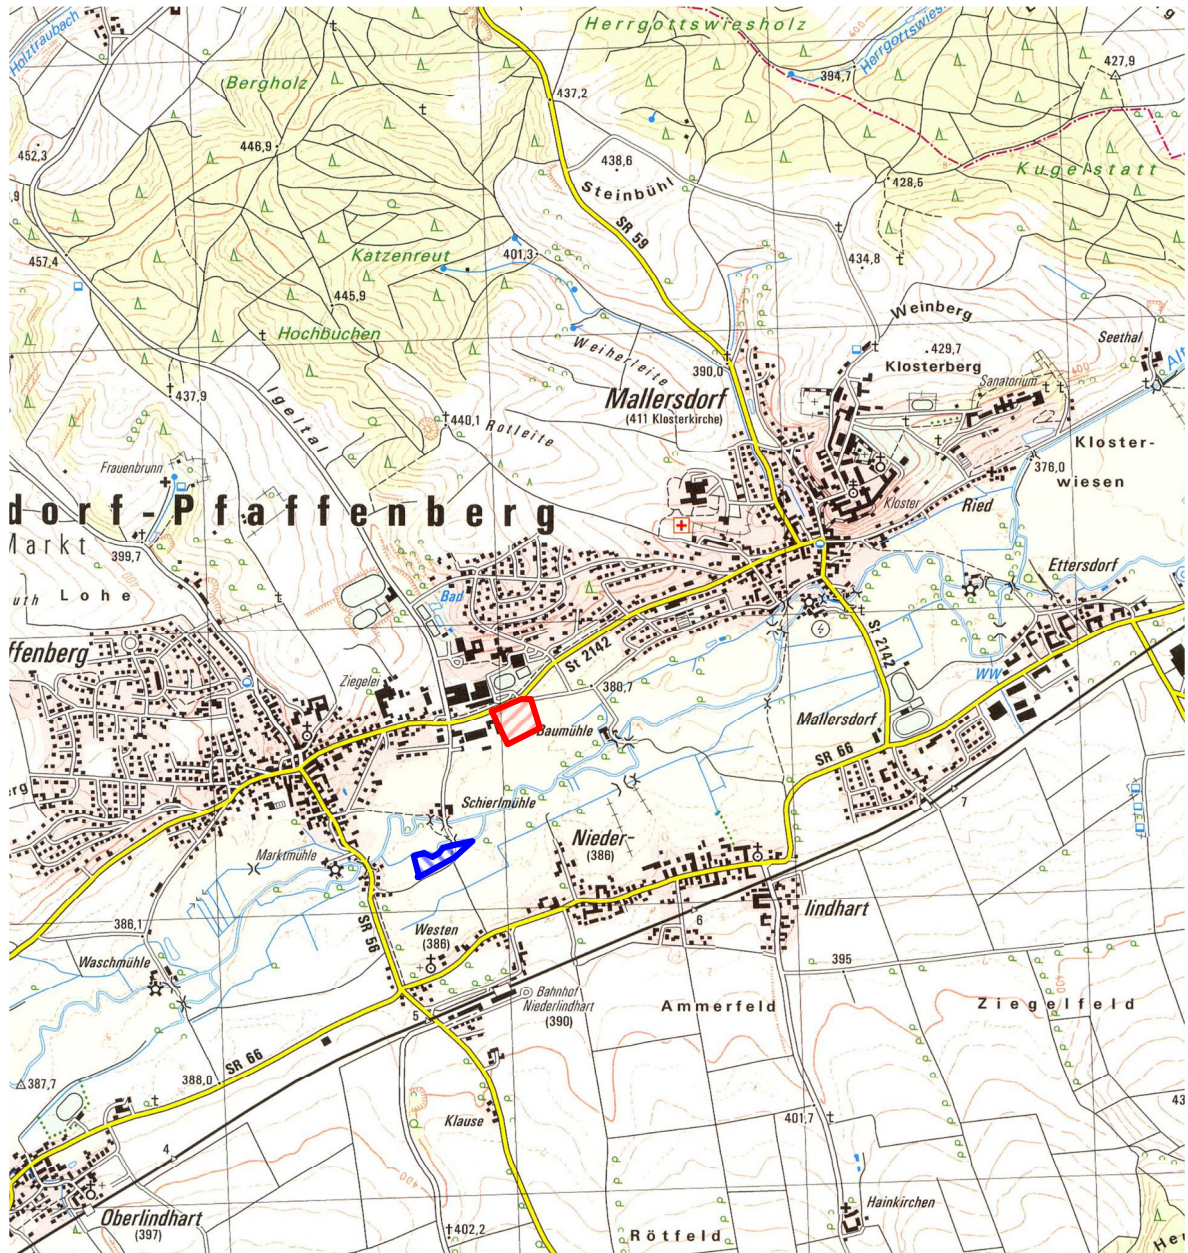 Holztraubach
Herrgottswiesholz
Herrgottswies
427,9
394,7
Bergholz
437,2
446,9
452,3
438,6
Steinbühl
Kugelstatt
428,5
SR 59
457,4
Katzenreut
401,3
434,8
445,9
Weinberg
Hochbuchen
Weiherleite
429,7
Seethal
Klosterberg
390,0
Sanatorium
Mallersdorf
(411 Klosterkirche)
437,9
Igeltal
440,1
Rotleite
Kloster-
wiesen
Frauenbrunn
376,0
Kloster
Ried
dorf-Pfaffenberg
Markt
399,7
Ettersdorf
Lohe
Bad
ffenberg
St 2142
St 2142
WW
Ziegelei
380,7
Mallersdorf
Baumühle
SR 66
Schierlmühle
7
Nieder-
(386)
Marktmühle
lindhart
386,1
SR 56
Westen
(386)
6
Waschmühle
395
Bahnhof
Niederlindhart
(390)
Ammerfeld
Ziegelfeld
5
SR 66
387,7
388,0
Klause
401,7
4
Hainkirchen
Oberlindhart
(397)
402,2
Rötfeld